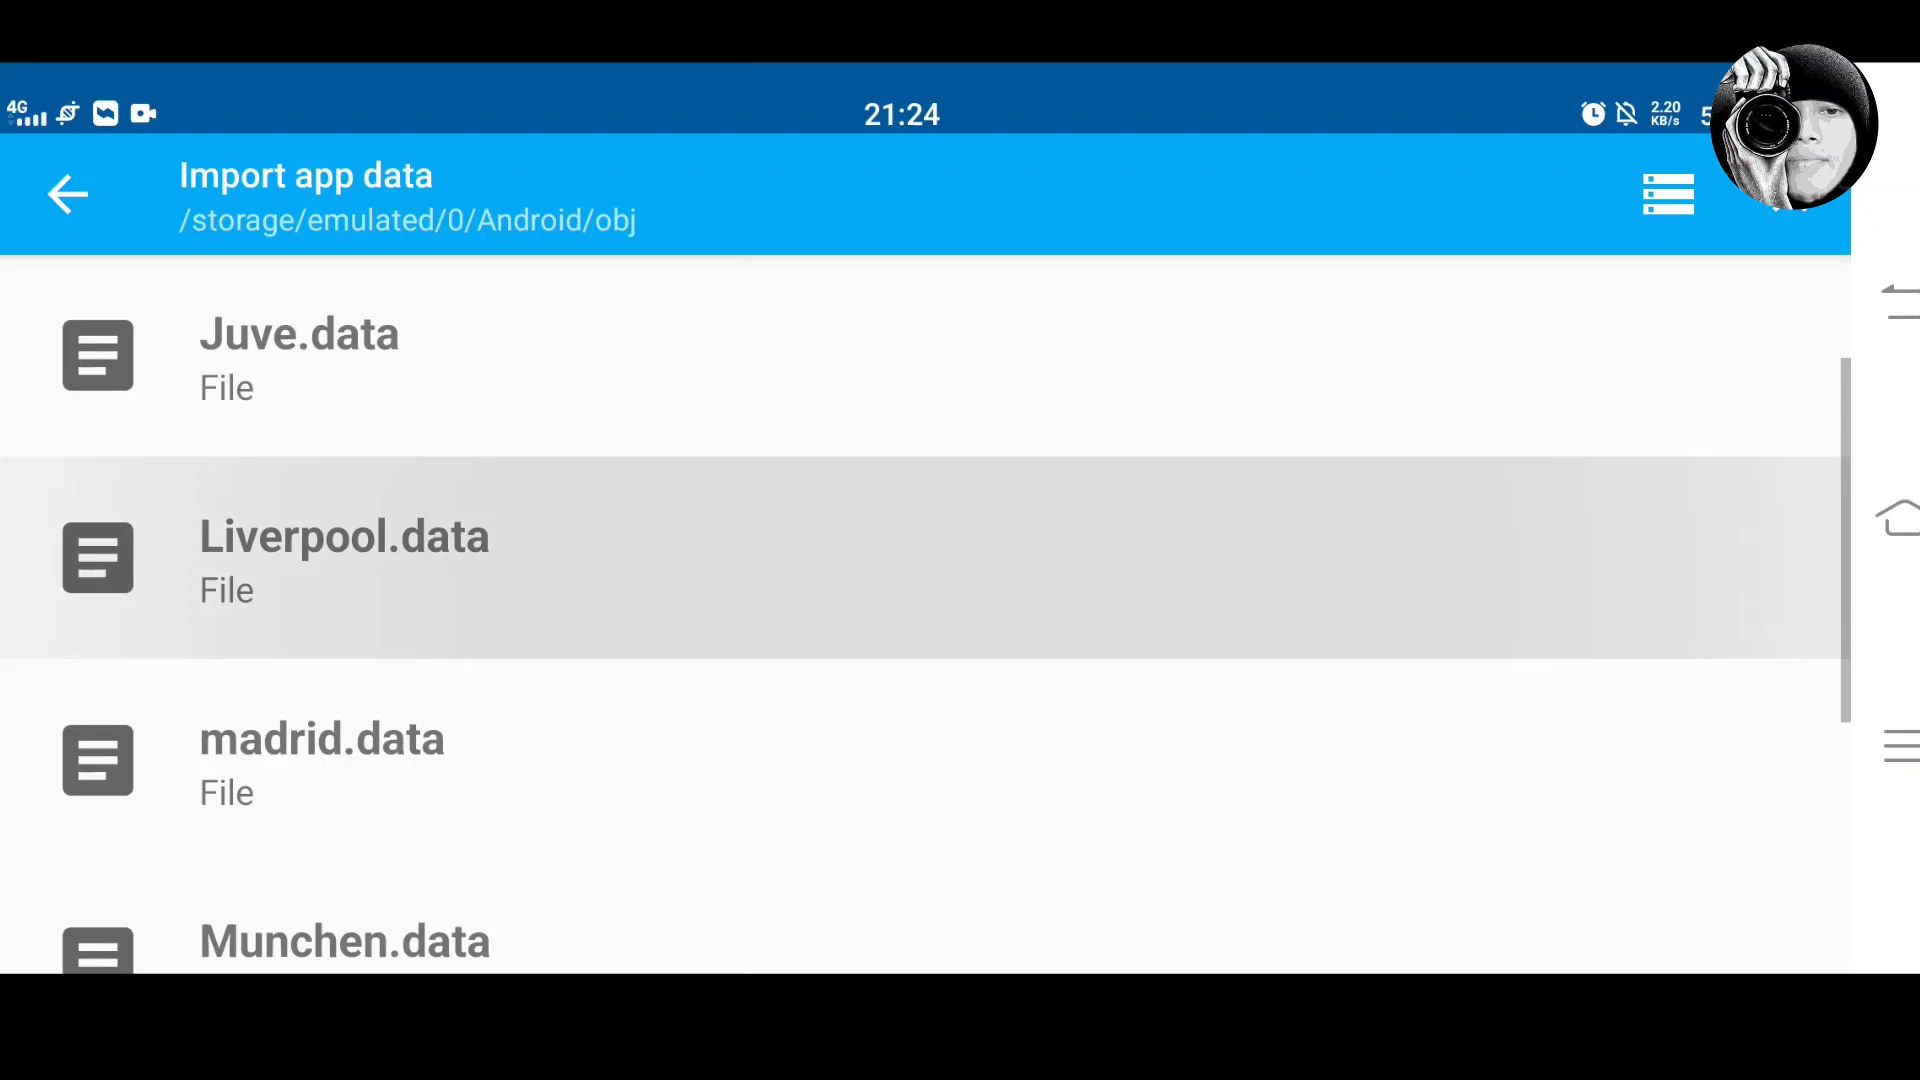 4G
21:24
2.20
KB/s
Import app data
/storage/emulated/0/Android/obj
Juve.data
File
Liverpool.data
File
madrid.data
File
Munchen.data